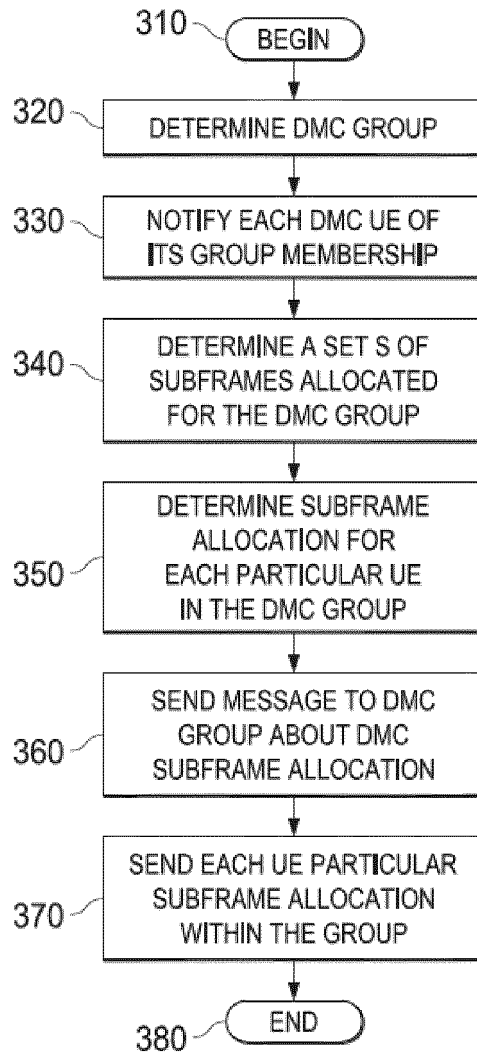 310
BEGIN
320
DETERMINE DMC GROUP
330
NOTIFY EACH DMC UE OF
ITS GROUP MEMBERSHIP
340
DETERMINE A SET S OF
SUBFRAMES ALLOCATED
FOR THE DMC GROUP
350
DETERMINE SUBFRAME
ALLOCATION FOR
EACH PARTICULAR UE
IN THE DMC GROUP
360
SEND MESSAGE TO DMC
GROUP ABOUT DMC
SUBFRAME ALLOCATION
370
SEND EACH UE PARTICULAR
SUBFRAME ALLOCATION
WITHIN THE GROUP
380
END